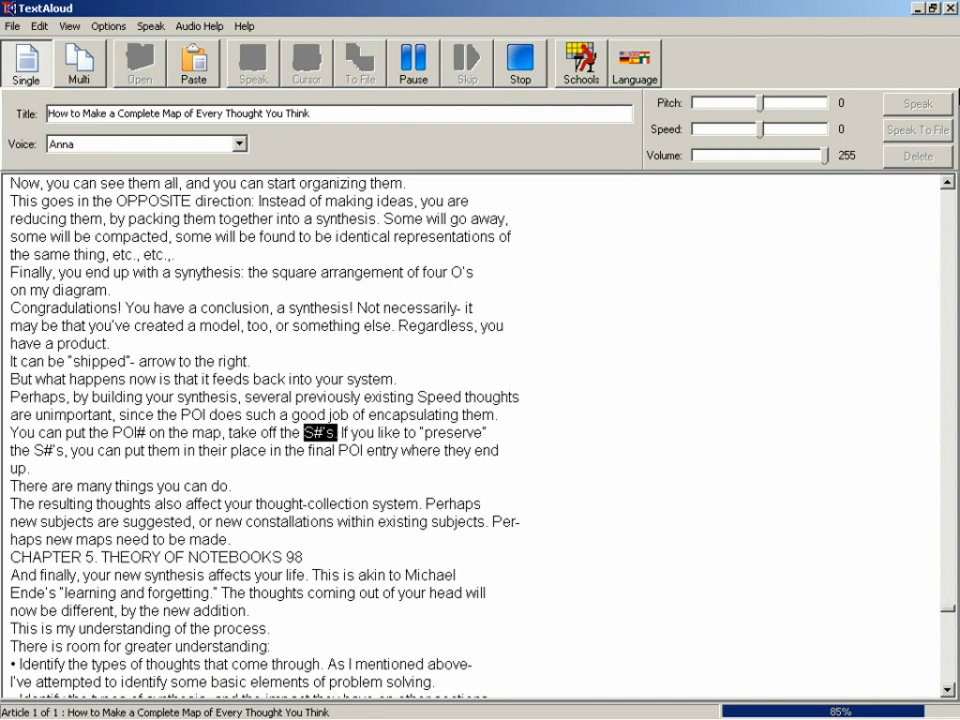 TextAloud
File Edit View Options Speak Audio Help Help
Single Multi Open Paste Speak Cursor To File Pause Skip Stop Schools Language
Title: How to Make a Complete Map of Every Thought You Think
Voice: Anna
Pitch: 0 Speak
Speed: 0 Speak To File
Volume: 255 Delete
Now, you can see them all, and you can start organizing them.
This goes in the OPPOSITE direction: Instead of making ideas, you are
reducing them, by packing them together into a synthesis. Some will go away,
some will be compacted, some will be found to be identical representations of
the same thing, etc., etc.,.
Finally, you end up with a synythesis: the square arrangement of four O's
on my diagram.
Congradulations! You have a conclusion, a synthesis! Not necessarily- it
may be that you've created a model, too, or something else. Regardless, you
have a product.
It can be "shipped"- arrow to the right.
But what happens now is that it feeds back into your system.
Perhaps, by building your synthesis, several previously existing Speed thoughts
are unimportant, since the POI does such a good job of encapsulating them.
You can put the POI# on the map, take off the S#'s. If you like to "preserve"
the S#'s, you can put them in their place in the final POI entry where they end
up.
There are many things you can do.
The resulting thoughts also affect your thought-collection system. Perhaps
new subjects are suggested, or new constallations within existing subjects. Per-
haps new maps need to be made.
CHAPTER 5. THEORY OF NOTEBOOKS 98
And finally, your new synthesis affects your life. This is akin to Michael
Ende's "learning and forgetting." The thoughts coming out of your head will
now be different, by the new addition.
This is my understanding of the process.
There is room for greater understanding:
• Identify the types of thoughts that come through. As I mentioned above-
I've attempted to identify some basic elements of problem solving.
• Identify the types of synthesis, and the impact they have on other sections
Article 1 of 1 : How to Make a Complete Map of Every Thought You Think 85%